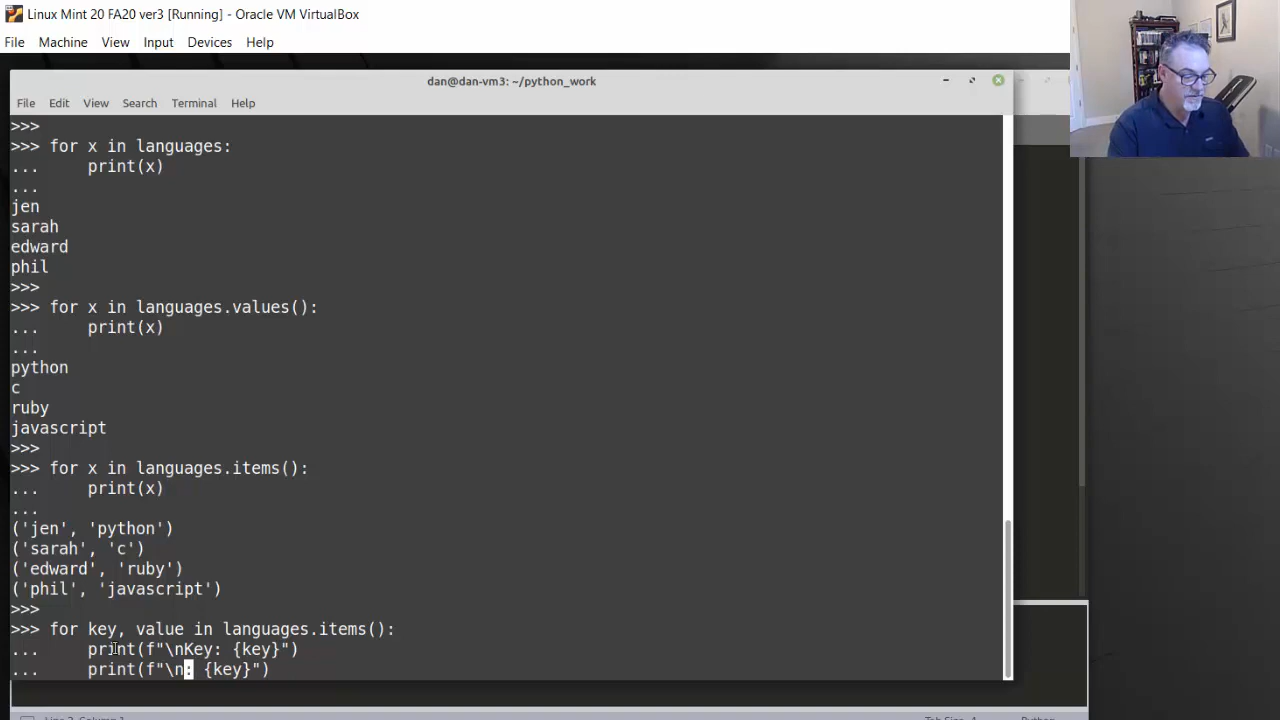 Linux Mint 20 FA20 ver3 [Running] - Oracle VM VirtualBox
File Machine View Input Devices Help
dan@dan-vm3: ~/python_work
File Edit View Search Terminal Help
>>>
>>> for x in languages:
...     print(x)
...
jen
sarah
edward
phil
>>>
>>> for x in languages.values():
...     print(x)
...
python
c
ruby
javascript
>>>
>>> for x in languages.items():
...     print(x)
...
('jen', 'python')
('sarah', 'c')
('edward', 'ruby')
('phil', 'javascript')
>>>
>>> for key, value in languages.items():
...     print(f"\nKey: {key}")
...     print(f"\n: {key}")